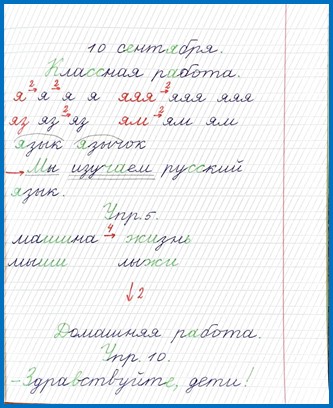 10 сентября.
Классная работа.
я 2→ я 3→ я я яяя 2→ яяя яяя
яз яз 2→ яз ям 2→ ям ям
язык язычок
→ Мы изучаем русский
язык.
Упр. 5.
машина 4→ жизнь
мыши лыжи
↓ 2
Домашняя работа.
Упр. 10.
- Здравствуйте, дети!